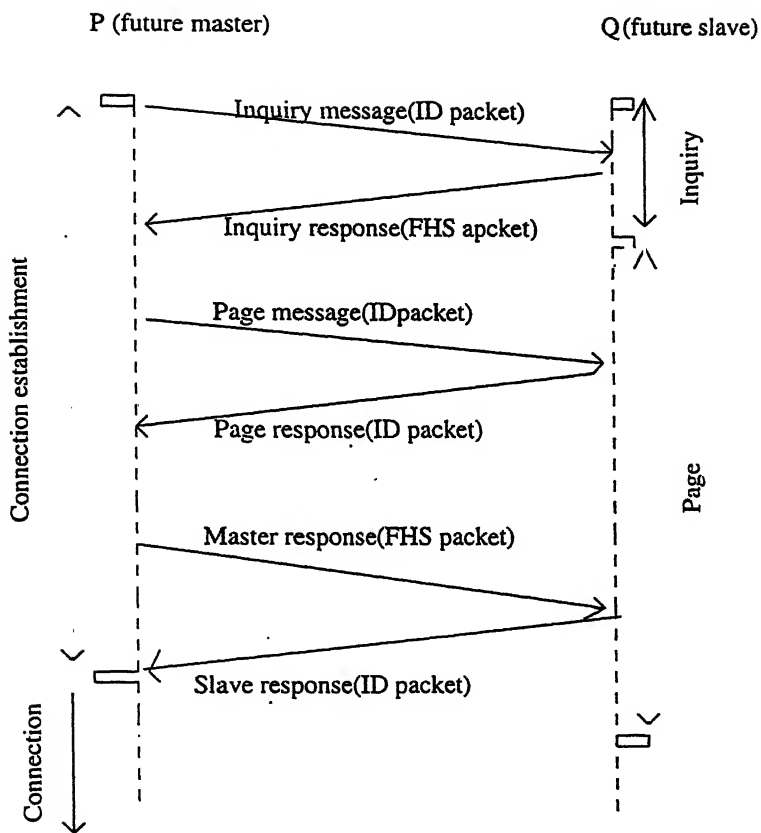 P (future master)
Q(future slave)
Inquiry message(ID packet)
Inquiry
Inquiry response(FHS apcket)
Connection establishment
Page message(IDpacket)
Page response(ID packet)
Page
Master response(FHS packet)
Slave response(ID packet)
Connection